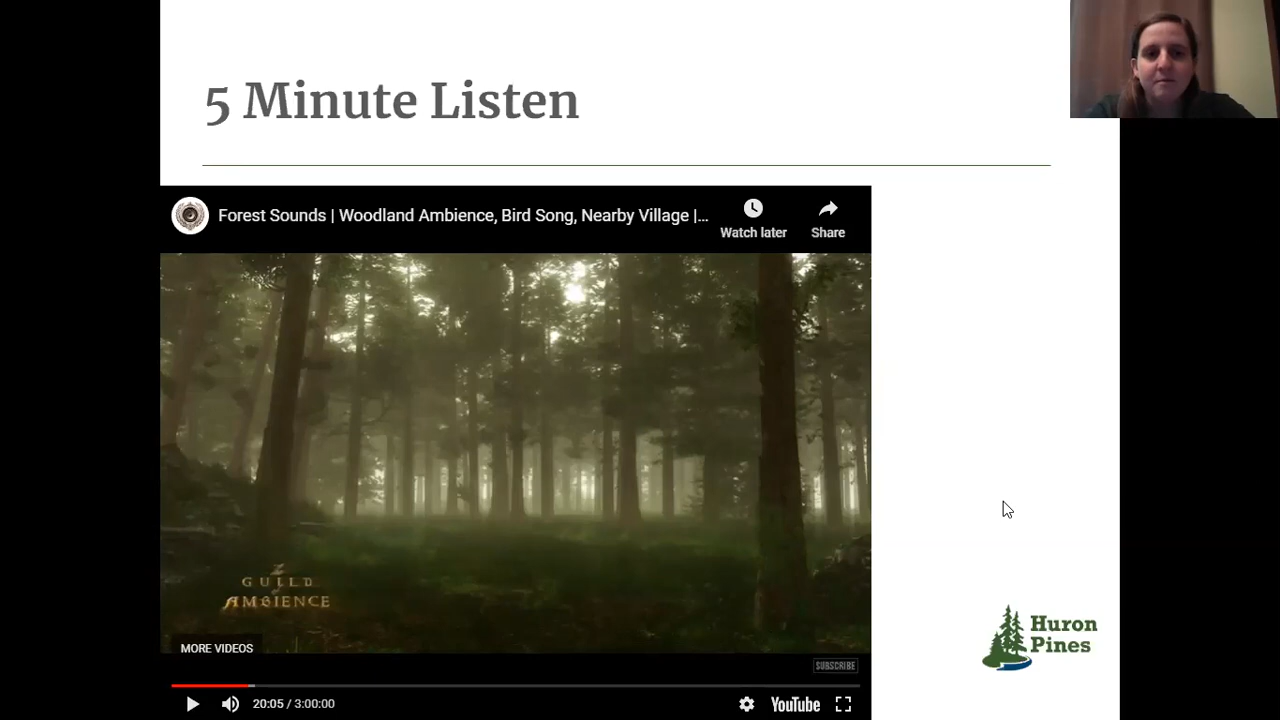 5 Minute Listen
Forest Sounds | Woodland Ambience, Bird Song, Nearby Village |...
Watch later
Share
GUILD
AMBIENCE
MORE VIDEOS
SUBSCRIBE
20:05 / 3:00:00
YouTube
Huron
Pines